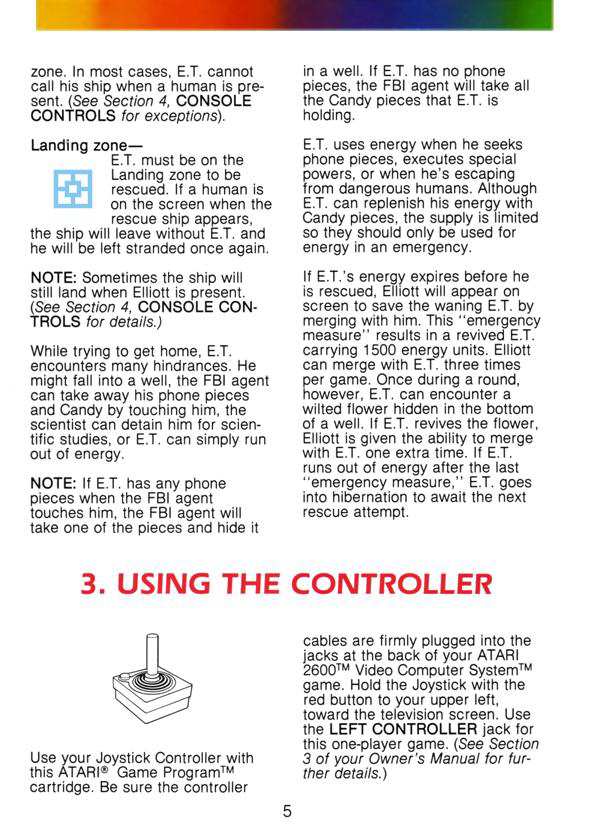 zone. In most cases, E.T. cannot
call his ship when a human is pre-
sent. (See Section 4, CONSOLE
CONTROLS for exceptions).
Landing zone—
E.T. must be on the
Landing zone to be
rescued. If a human is
on the screen when the
rescue ship appears,
the ship will leave without E.T. and
he will be left stranded once again.
NOTE: Sometimes the ship will
still land when Elliott is present.
(See Section 4, CONSOLE CON-
TROLS for details.)
While trying to get home, E.T.
encounters many hindrances. He
might fall into a well, the FBI agent
can take away his phone pieces
and Candy by touching him, the
scientist can detain him for scien-
tific studies, or E.T. can simply run
out of energy.
NOTE: If E.T. has any phone
pieces when the FBI agent
touches him, the FBI agent will
take one of the pieces and hide it
in a well. If E.T. has no phone
pieces, the FBI agent will take all
the Candy pieces that E.T. is
holding.
E.T. uses energy when he seeks
phone pieces, executes special
powers, or when he's escaping
from dangerous humans. Although
E.T. can replenish his energy with
Candy pieces, the supply is limited
so they should only be used for
energy in an emergency.
If E.T.'s energy expires before he
is rescued, Elliott will appear on
screen to save the waning E.T. by
merging with him. This "emergency
measure" results in a revived E.T.
carrying 1500 energy units. Elliott
can merge with E.T. three times
per game. Once during a round,
however, E.T. can encounter a
wilted flower hidden in the bottom
of a well. If E.T. revives the flower,
Elliott is given the ability to merge
with E.T. one extra time. If E.T.
runs out of energy after the last
"emergency measure," E.T. goes
into hibernation to await the next
rescue attempt.
3. USING THE CONTROLLER
Use your Joystick Controller with
this ATARI® Game Program™
cartridge. Be sure the controller
cables are firmly plugged into the
jacks at the back of your ATARI
2600™ Video Computer System™
game. Hold the Joystick with the
red button to your upper left,
toward the television screen. Use
the LEFT CONTROLLER jack for
this one-player game. (See Section
3 of your Owner's Manual for fur-
ther details.)
5